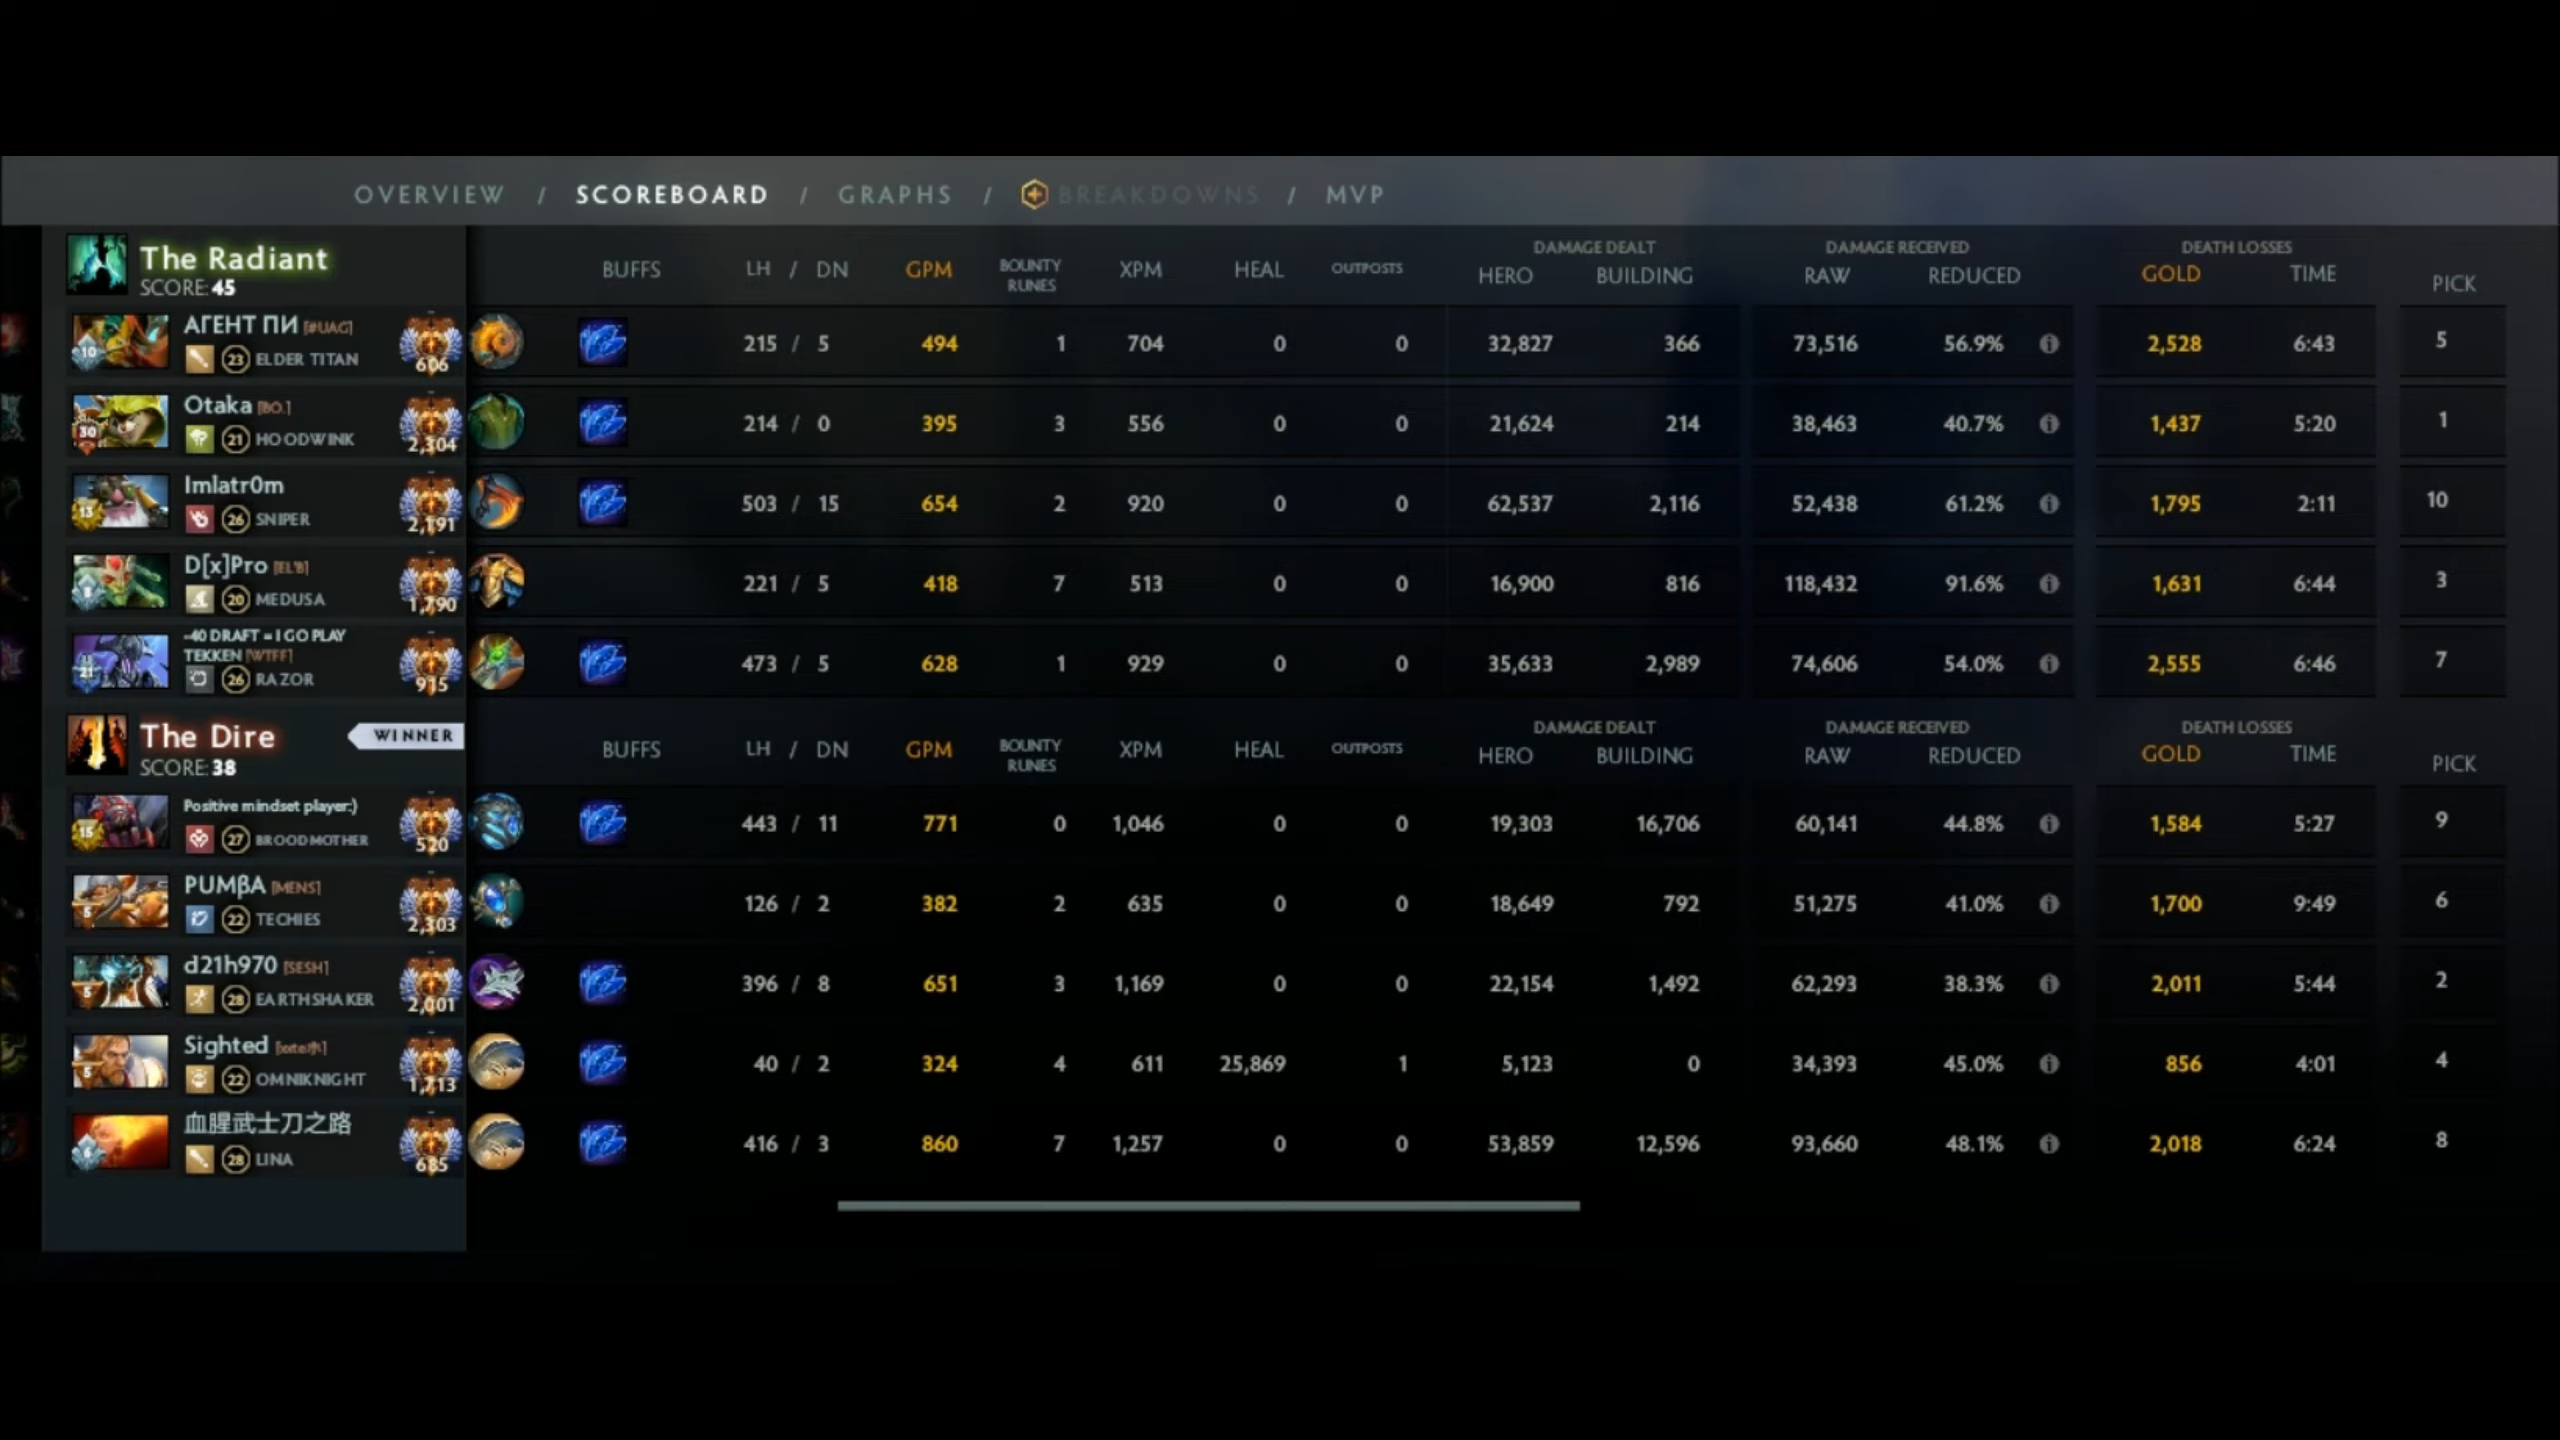 OVERVIEW / SCOREBOARD / GRAPHS / BREAKDOWNS / MVP
The Radiant
SCORE: 45
BUFFS LH / DN GPM BOUNTY RUNES XPM HEAL OUTPOSTS DAMAGE DEALT HERO BUILDING DAMAGE RECEIVED RAW REDUCED DEATH LOSSES GOLD TIME PICK
АГЕНТ ПИ [#UAG]
10 23 ELDER TITAN 606 215 / 5 494 1 704 0 0 32,827 366 73,516 56.9% 2,528 6:43 5
Otaka [BO.]
30 21 HOODWINK 2,304 214 / 0 395 3 556 0 0 21,624 214 38,463 40.7% 1,437 5:20 1
lmlatr0m
13 26 SNIPER 2,191 503 / 15 654 2 920 0 0 62,537 2,116 52,438 61.2% 1,795 2:11 10
D[x]Pro [EL'B]
8 20 MEDUSA 1,790 221 / 5 418 7 513 0 0 16,900 816 118,432 91.6% 1,631 6:44 3
-40 DRAFT = I GO PLAY
TEKKEN [WTFF]
21 26 RAZOR 915 473 / 5 628 1 929 0 0 35,633 2,989 74,606 54.0% 2,555 6:46 7
The Dire WINNER
SCORE: 38
BUFFS LH / DN GPM BOUNTY RUNES XPM HEAL OUTPOSTS DAMAGE DEALT HERO BUILDING DAMAGE RECEIVED RAW REDUCED DEATH LOSSES GOLD TIME PICK
Positive mindset player:)
15 27 BROODMOTHER 520 443 / 11 771 0 1,046 0 0 19,303 16,706 60,141 44.8% 1,584 5:27 9
PUMβA [MENS]
5 22 TECHIES 2,303 126 / 2 382 2 635 0 0 18,649 792 51,275 41.0% 1,700 9:49 6
d21h970 [SESH]
5 28 EARTHSHAKER 2,001 396 / 8 651 3 1,169 0 0 22,154 1,492 62,293 38.3% 2,011 5:44 2
Sighted
5 22 OMNIKNIGHT 1,713 40 / 2 324 4 611 25,869 1 5,123 0 34,393 45.0% 856 4:01 4
血腥武士刀之路
6 28 LINA 685 416 / 3 860 7 1,257 0 0 53,859 12,596 93,660 48.1% 2,018 6:24 8